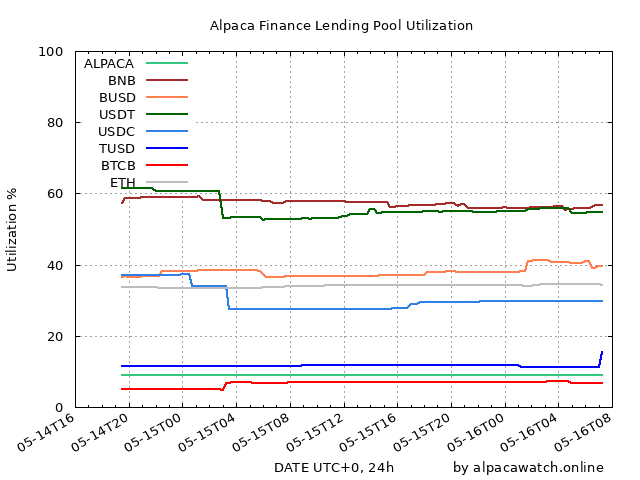 Alpaca Finance Lending Pool Utilization
100
80
60
40
20
0
Utilization %
ALPACA
BNB
BUSD
USDT
USDC
TUSD
BTCB
ETH
05-14T16
05-14T20
05-15T00
05-15T04
05-15T08
05-15T12
05-15T16
05-15T20
05-16T00
05-16T04
05-16T08
DATE UTC+0, 24h
by alpacawatch.online